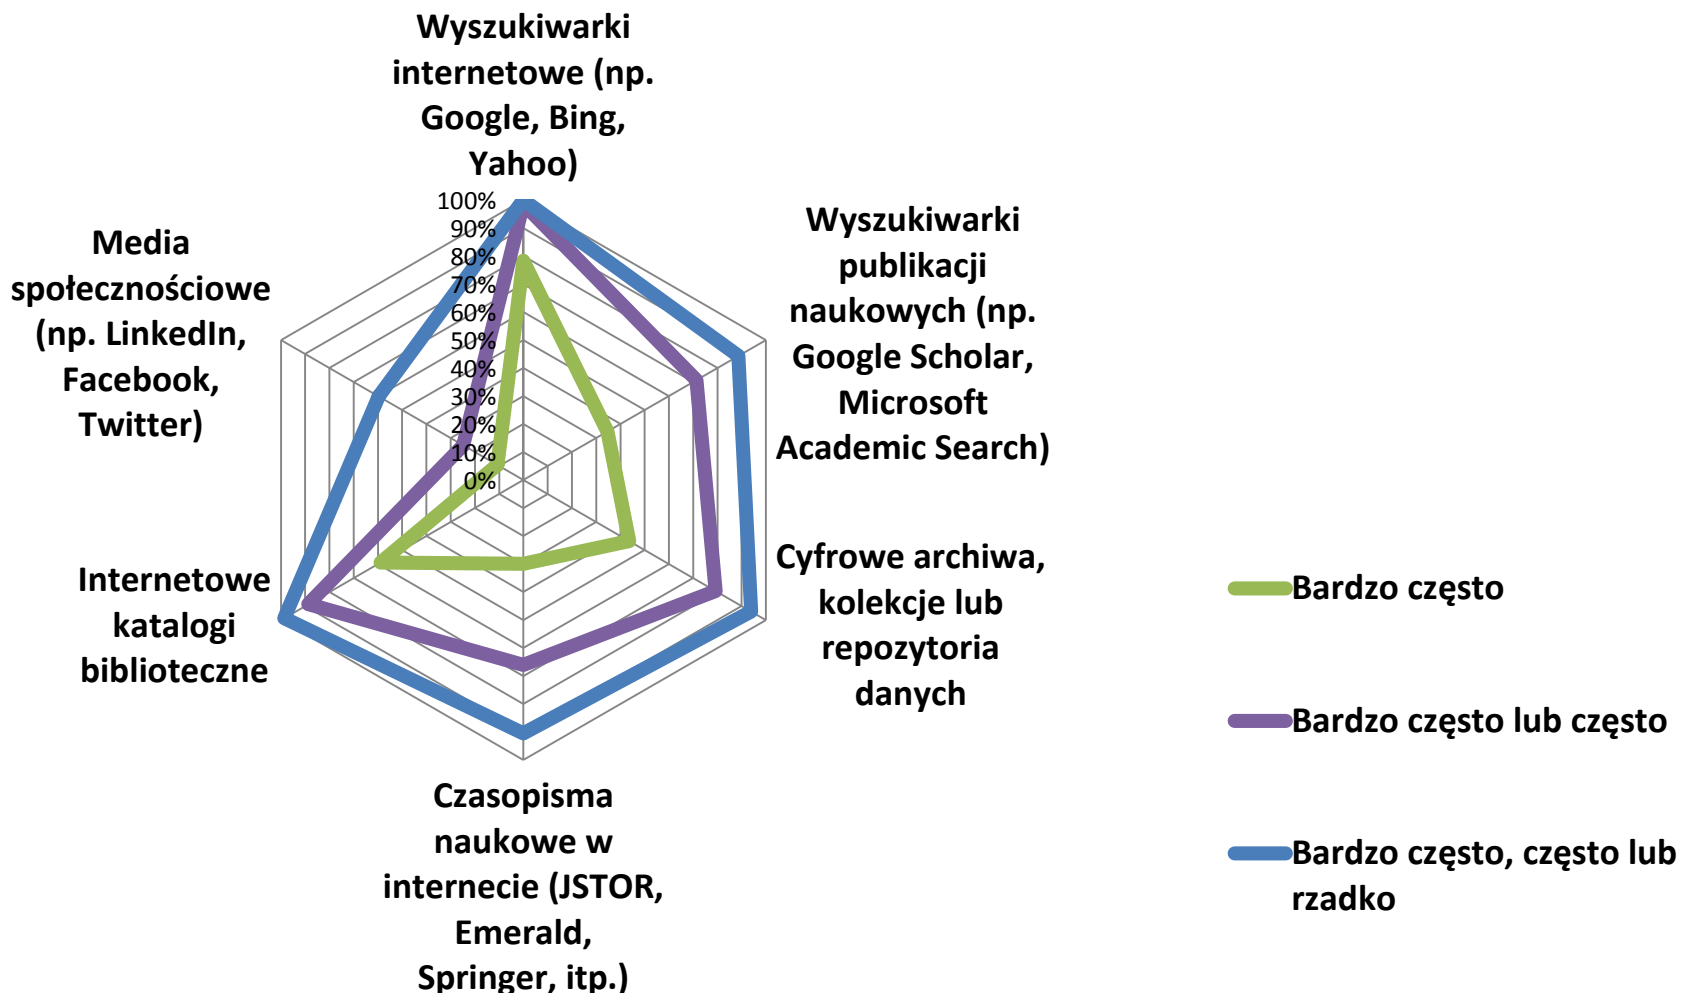 Wyszukiwarki
internetowe (np.
Google, Bing,
Yahoo)
100%
90%
80%
70%
60%
50%
40%
30%
20%
10%
0%
Wyszukiwarki
publikacji
naukowych (np.
Google Scholar,
Microsoft
Academic Search)
Cyfrowe archiwa,
kolekcje lub
repozytoria
danych
Czasopisma
naukowe w
internecie (JSTOR,
Emerald,
Springer, itp.)
Internetowe
katalogi
biblioteczne
Media
społecznościowe
(np. LinkedIn,
Facebook,
Twitter)
Bardzo często
Bardzo często lub często
Bardzo często, często lub
rzadko